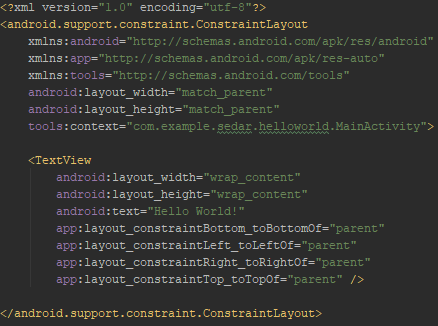 <?xml version="1.0" encoding="utf-8"?>
<android.support.constraint.ConstraintLayout
xmlns:android="http://schemas.android.com/apk/res/android"
xmlns:app="http://schemas.android.com/apk/res-auto"
xmlns:tools="http://schemas.android.com/tools"
android:layout_width="match_parent"
android:layout_height="match_parent"
tools:context="com.example.sedar.helloworld.MainActivity">
<TextView
android:layout_width="wrap_content"
android:layout_height="wrap_content"
android:text="Hello World!"
app:layout_constraintBottom_toBottomOf="parent"
app:layout_constraintLeft_toLeftOf="parent"
app:layout_constraintRight_toRightOf="parent"
app:layout_constraintTop_toTopOf="parent" />
</android.support.constraint.ConstraintLayout>